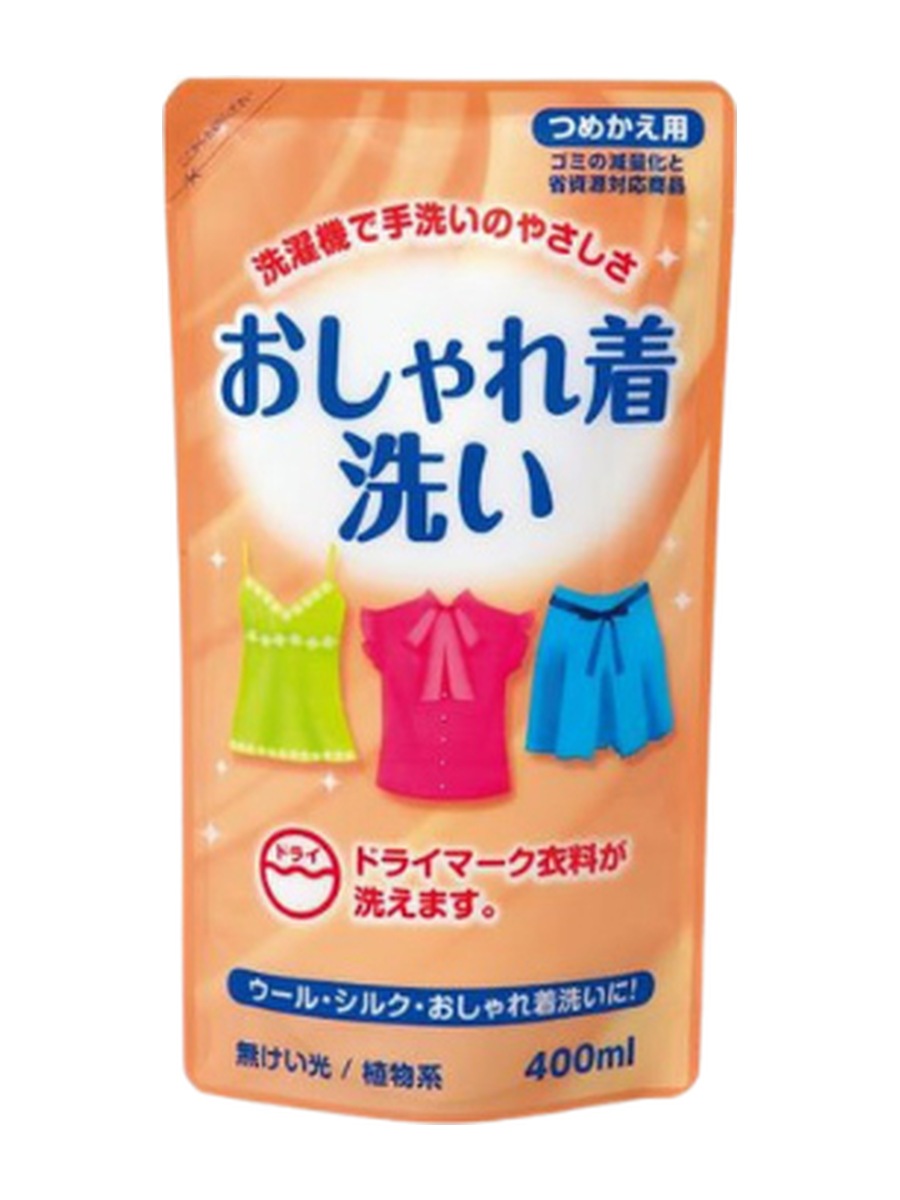 つめかえ用
ゴミの減量化と
省資源対応商品
洗濯機で手洗いのやさしさ
おしゃれ着
洗い
ドライ
ドライマーク衣料が
洗えます。
ウール・シルク・おしゃれ着洗いに!
無けい光 / 植物系
400ml